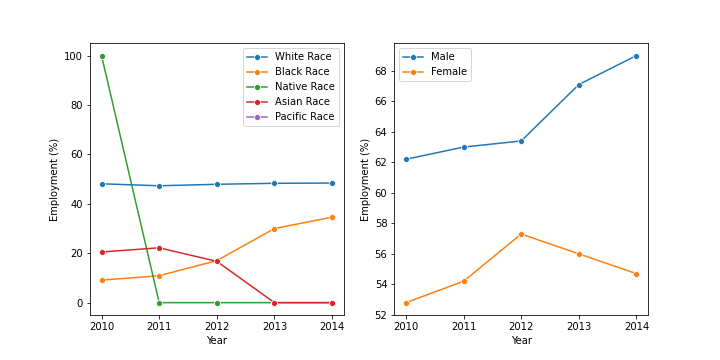 100
80
60
40
20
0
Employment (%)
2010 2011 2012 2013 2014
Year
White Race
Black Race
Native Race
Asian Race
Pacific Race
68
66
64
62
60
58
56
54
52
Employment (%)
2010 2011 2012 2013 2014
Year
Male
Female